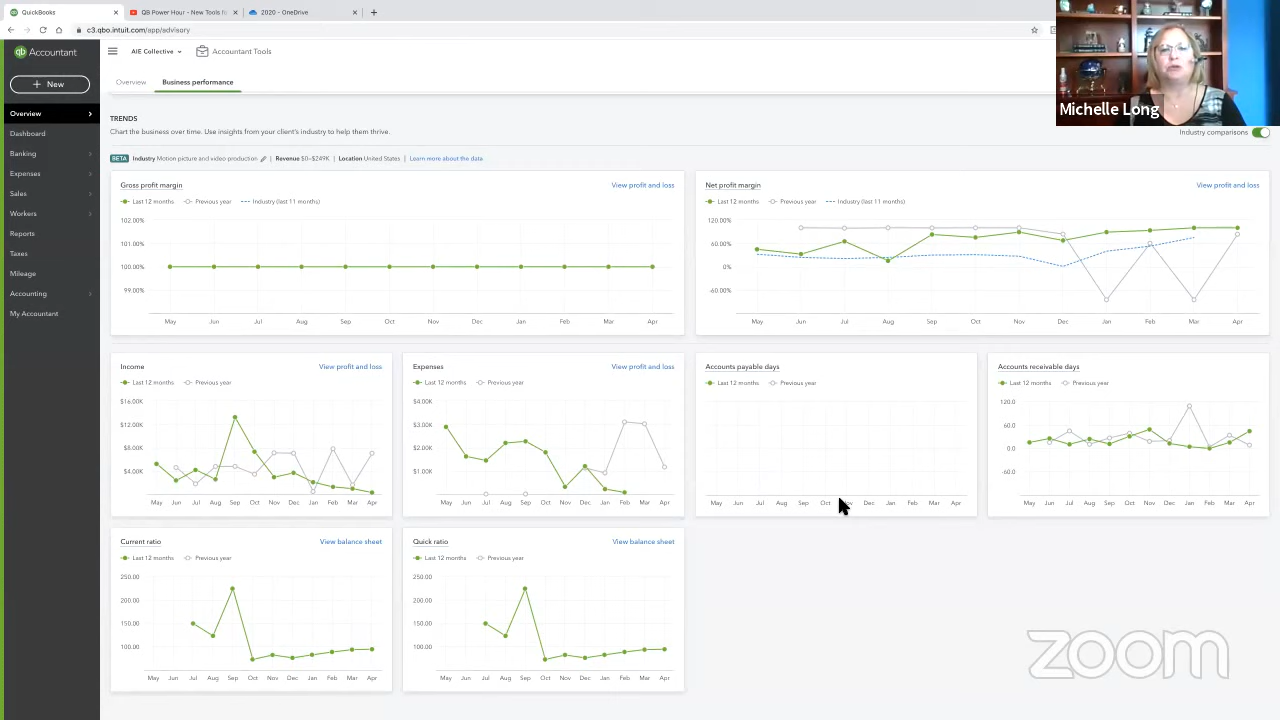 QuickBooks
QB Power Hour - New Tools f
2020 - OneDrive
c3.qbo.intuit.com/app/advisory
qb Accountant
AIE Collective
Accountant Tools
+ New
Overview
Dashboard
Banking
Expenses
Sales
Workers
Reports
Taxes
Mileage
Accounting
My Accountant
Overview
Business performance
Michelle Long
TRENDS
Chart the business over time. Use insights from your client's industry to help them thrive.
Industry comparisons
BETA Industry Motion picture and video production | Revenue $0–$249K | Location United States | Learn more about the data
Gross profit margin
View profit and loss
Last 12 months Previous year Industry (last 11 months)
102.00%
101.00%
100.00%
99.00%
May Jun Jul Aug Sep Oct Nov Dec Jan Feb Mar Apr
Net profit margin
View profit and loss
Last 12 months Previous year Industry (last 11 months)
120.00%
60.00%
0%
-60.00%
May Jun Jul Aug Sep Oct Nov Dec Jan Feb Mar Apr
Income
View profit and loss
Last 12 months Previous year
$16.00K
$12.00K
$8.00K
$4.00K
May Jun Jul Aug Sep Oct Nov Dec Jan Feb Mar Apr
Expenses
View profit and loss
Last 12 months Previous year
$4.00K
$3.00K
$2.00K
$1.00K
May Jun Jul Aug Sep Oct Nov Dec Jan Feb Mar Apr
Accounts payable days
Last 12 months Previous year
May Jun Jul Aug Sep Oct Nov Dec Jan Feb Mar Apr
Accounts receivable days
Last 12 months Previous year
120.0
60.0
0.0
-60.0
May Jun Jul Aug Sep Oct Nov Dec Jan Feb Mar Apr
Current ratio
View balance sheet
Last 12 months Previous year
250.00
200.00
150.00
100.00
May Jun Jul Aug Sep Oct Nov Dec Jan Feb Mar Apr
Quick ratio
View balance sheet
Last 12 months Previous year
250.00
200.00
150.00
100.00
May Jun Jul Aug Sep Oct Nov Dec Jan Feb Mar Apr
zoom